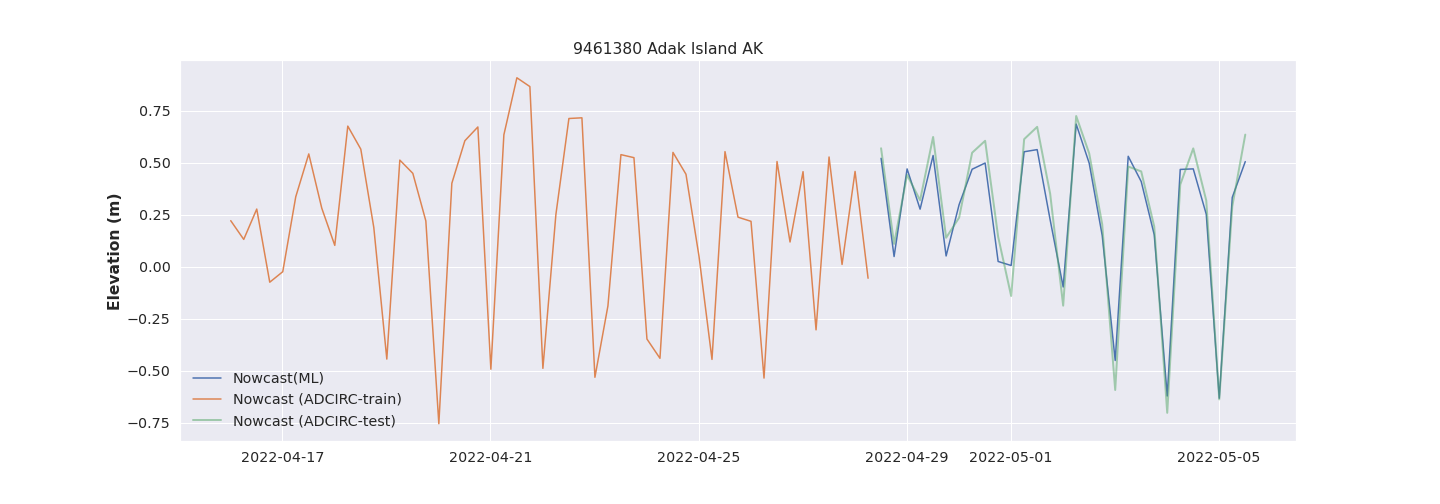 9461380 Adak Island AK
Elevation (m)
0.75
0.50
0.25
0.00
−0.25
−0.50
−0.75
Nowcast(ML)
Nowcast (ADCIRC-train)
Nowcast (ADCIRC-test)
2022-04-17 2022-04-21 2022-04-25 2022-04-29 2022-05-01 2022-05-05